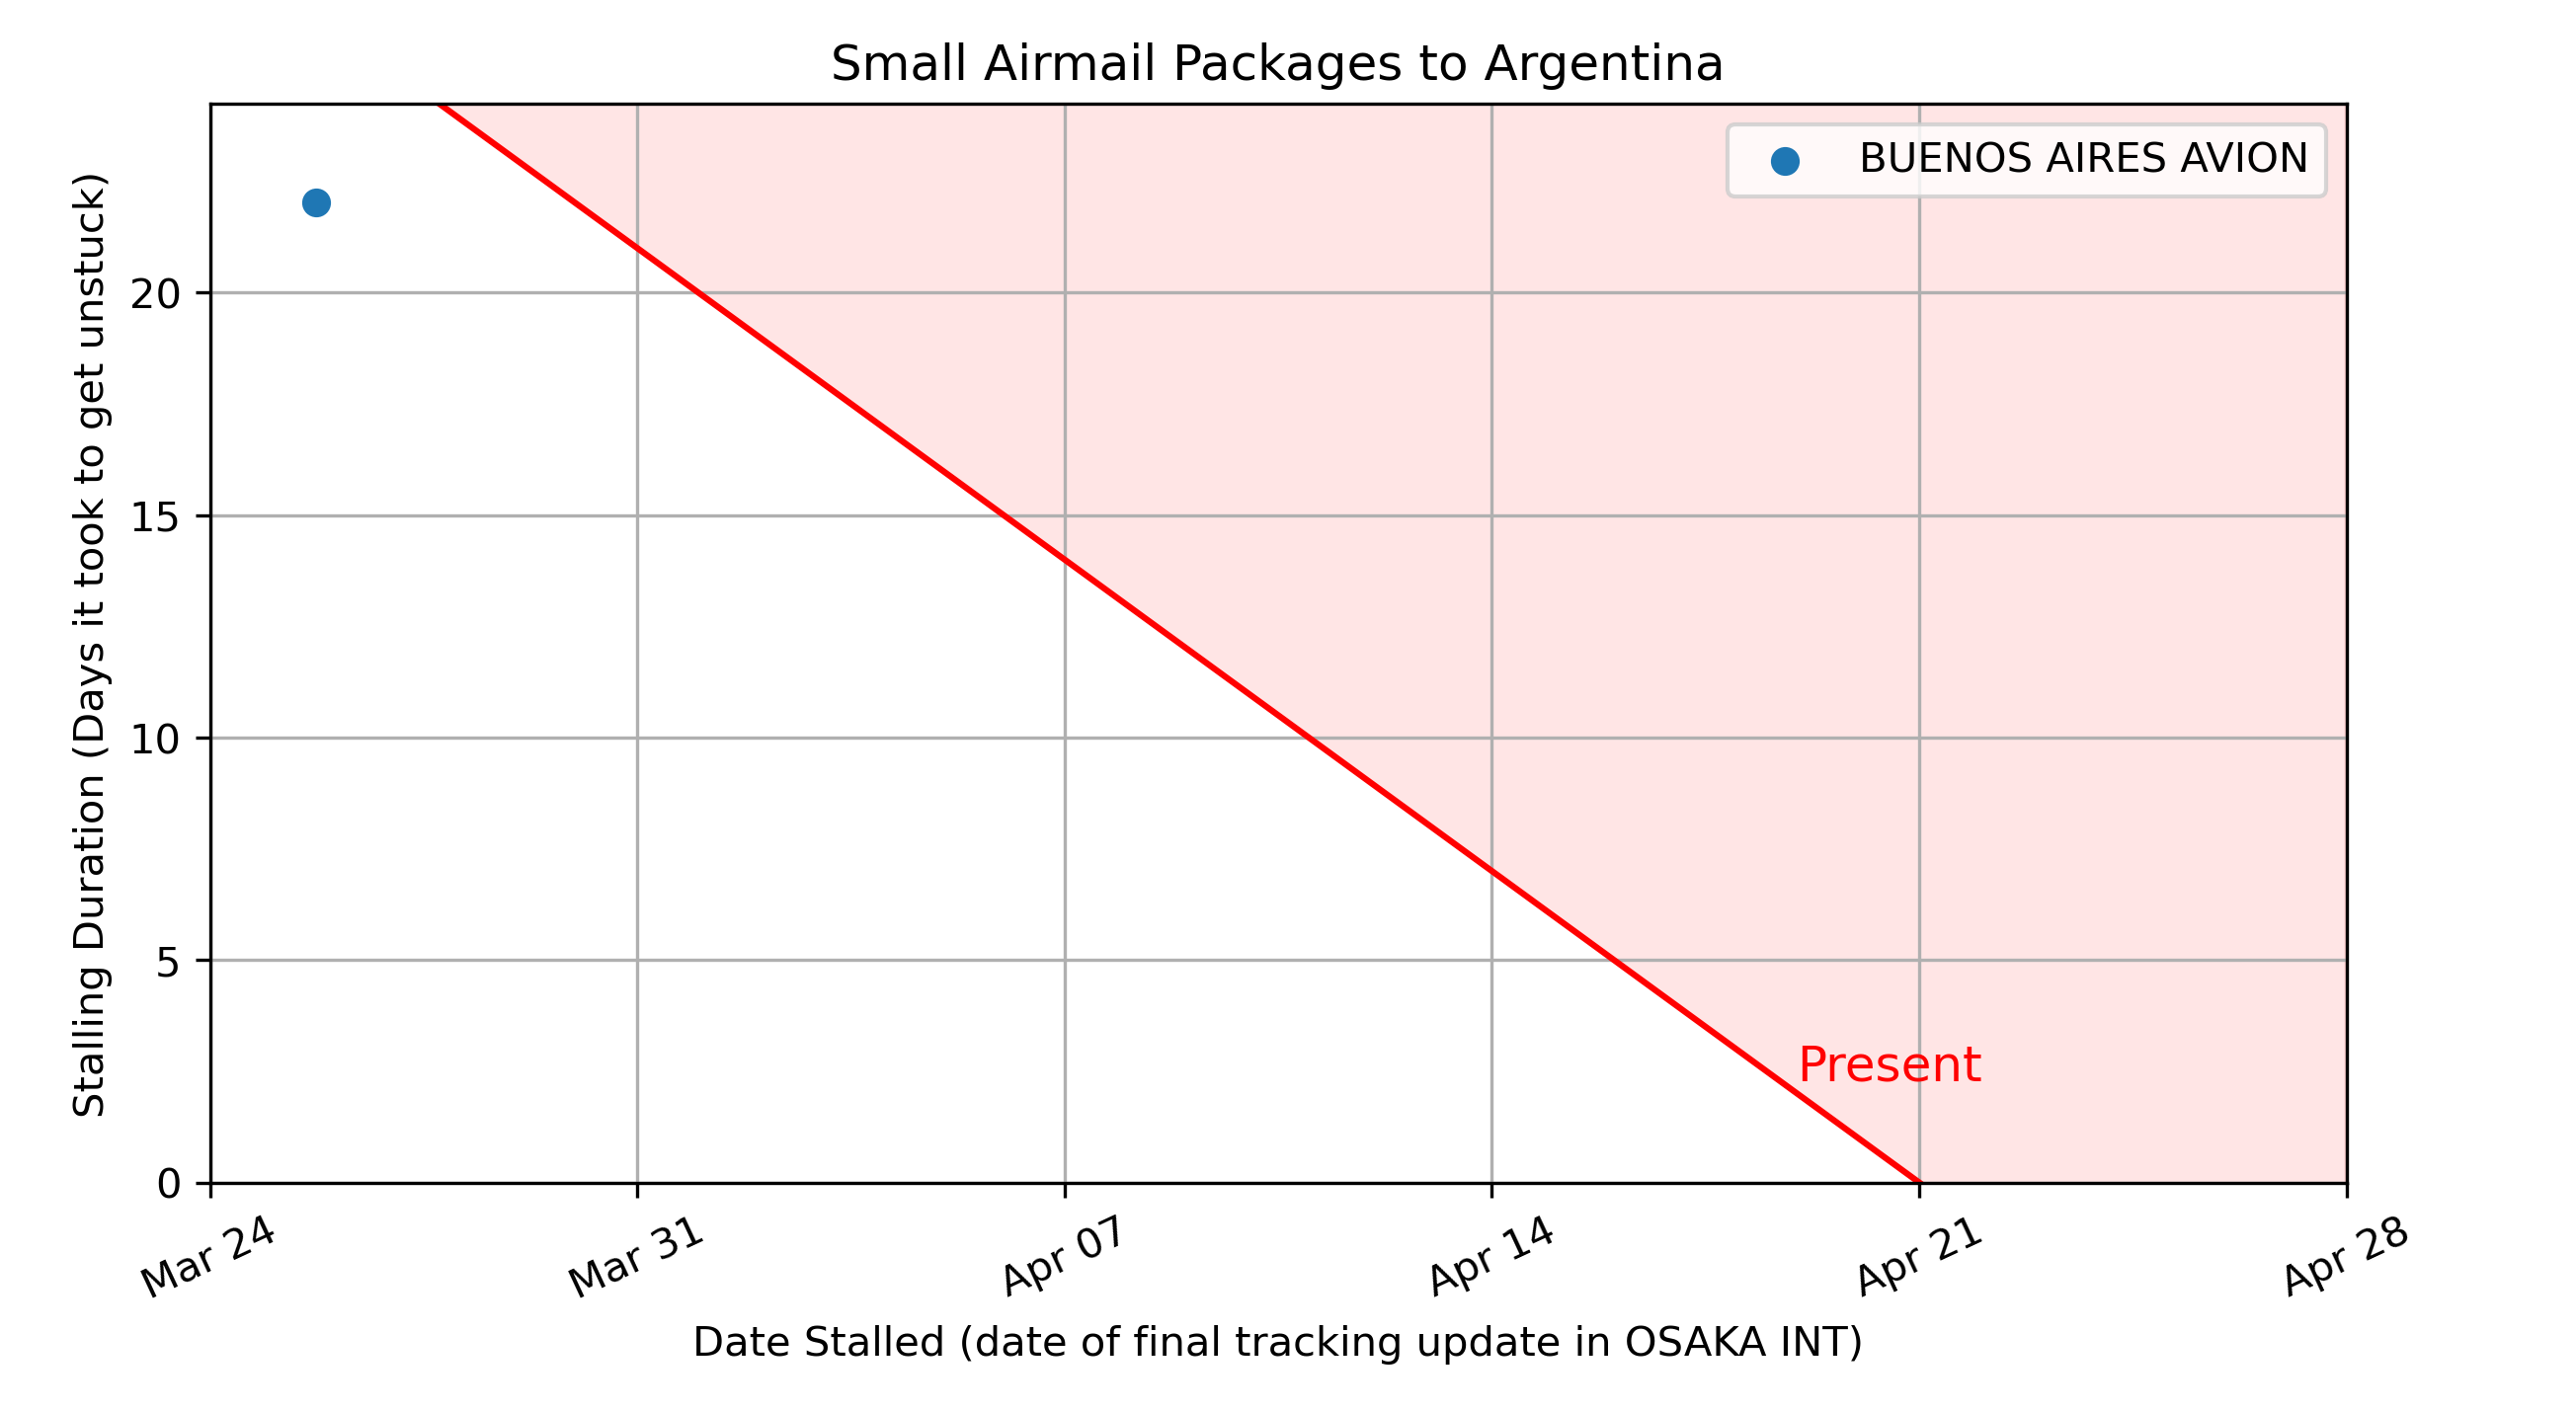 Small Airmail Packages to Argentina
BUENOS AIRES AVION
Stalling Duration (Days it took to get unstuck)
20
15
10
5
0
Present
Mar 24
Mar 31
Apr 07
Apr 14
Apr 21
Apr 28
Date Stalled (date of final tracking update in OSAKA INT)